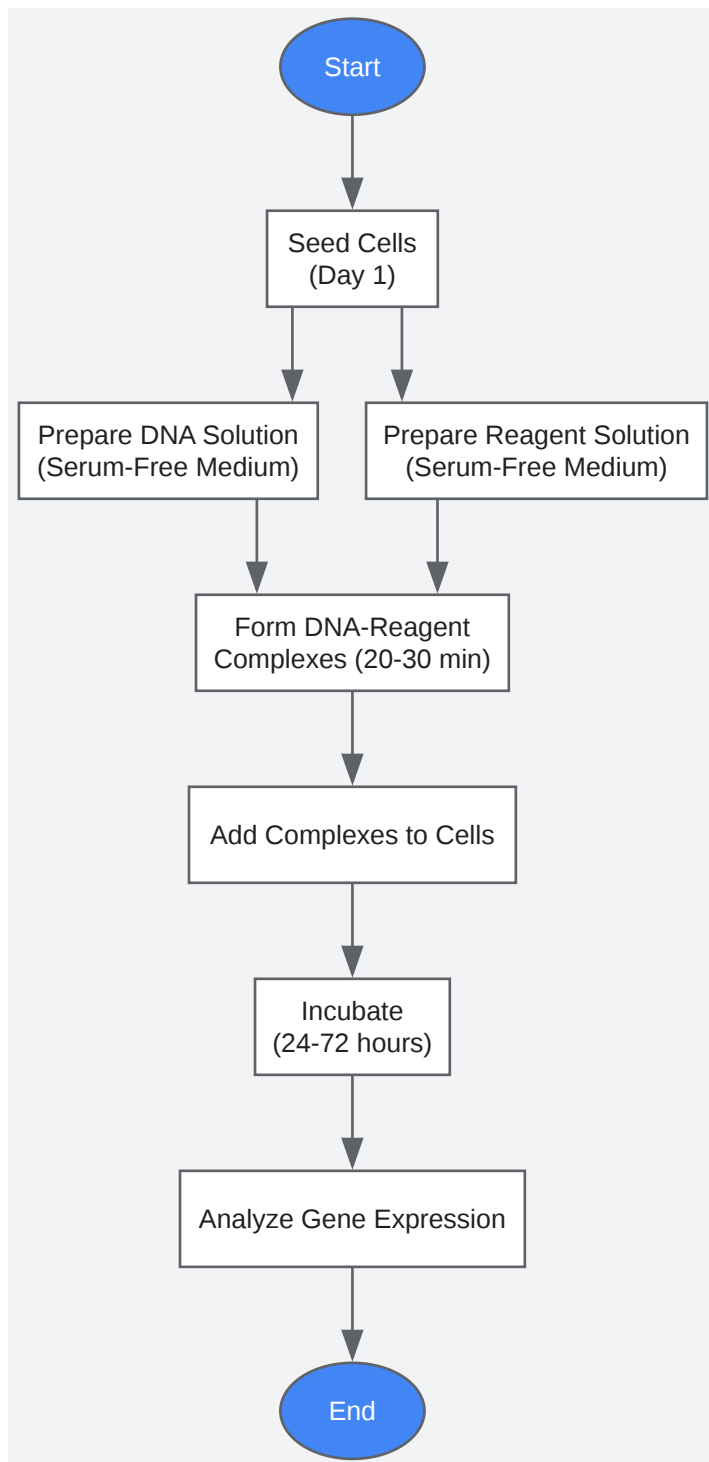 Start
Seed Cells
(Day 1)
Prepare DNA Solution
(Serum-Free Medium)
Prepare Reagent Solution
(Serum-Free Medium)
Form DNA-Reagent
Complexes (20-30 min)
Add Complexes to Cells
Incubate
(24-72 hours)
Analyze Gene Expression
End